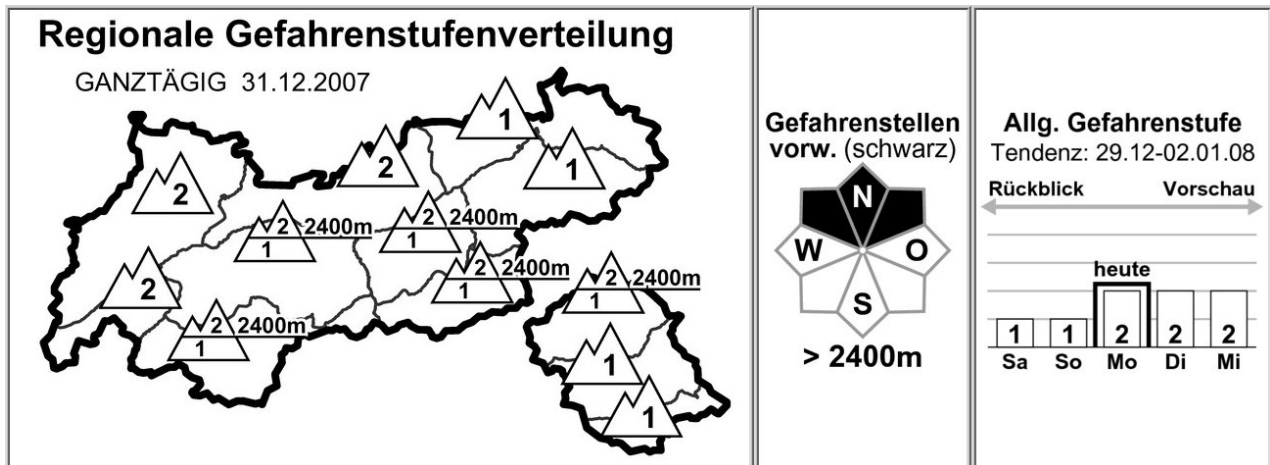 Regionale Gefahrenstufenverteilung
GANZTÄGIG 31.12.2007
1
2
1
2
2 2400m
1
2 2400m
1
2
2 2400m
1
2 2400m
1
2 2400m
1
1
1
Gefahrenstellen
vorw. (schwarz)
N
W O
S
> 2400m
Allg. Gefahrenstufe
Tendenz: 29.12-02.01.08
Rückblick Vorschau
heute
1 1 2 2 2
Sa So Mo Di Mi